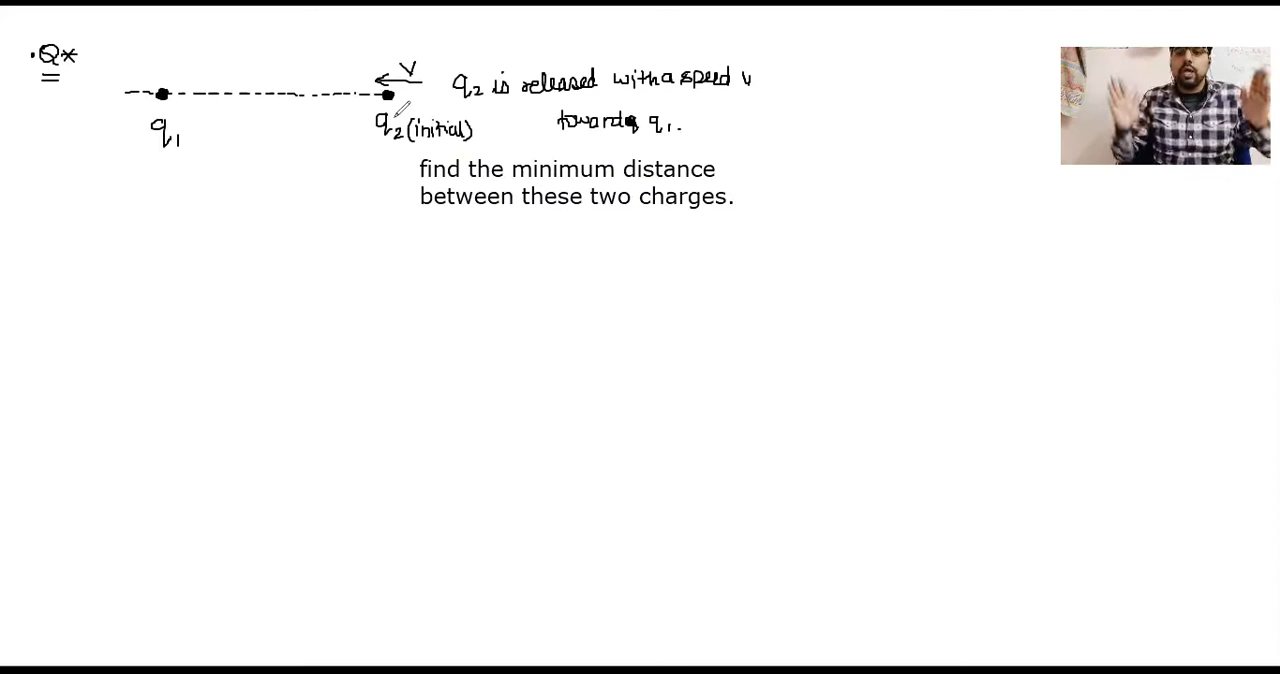 .Q*
V
q2 is released with a speed v
towards q1.
q1
q2 (initial)
find the minimum distance
between these two charges.